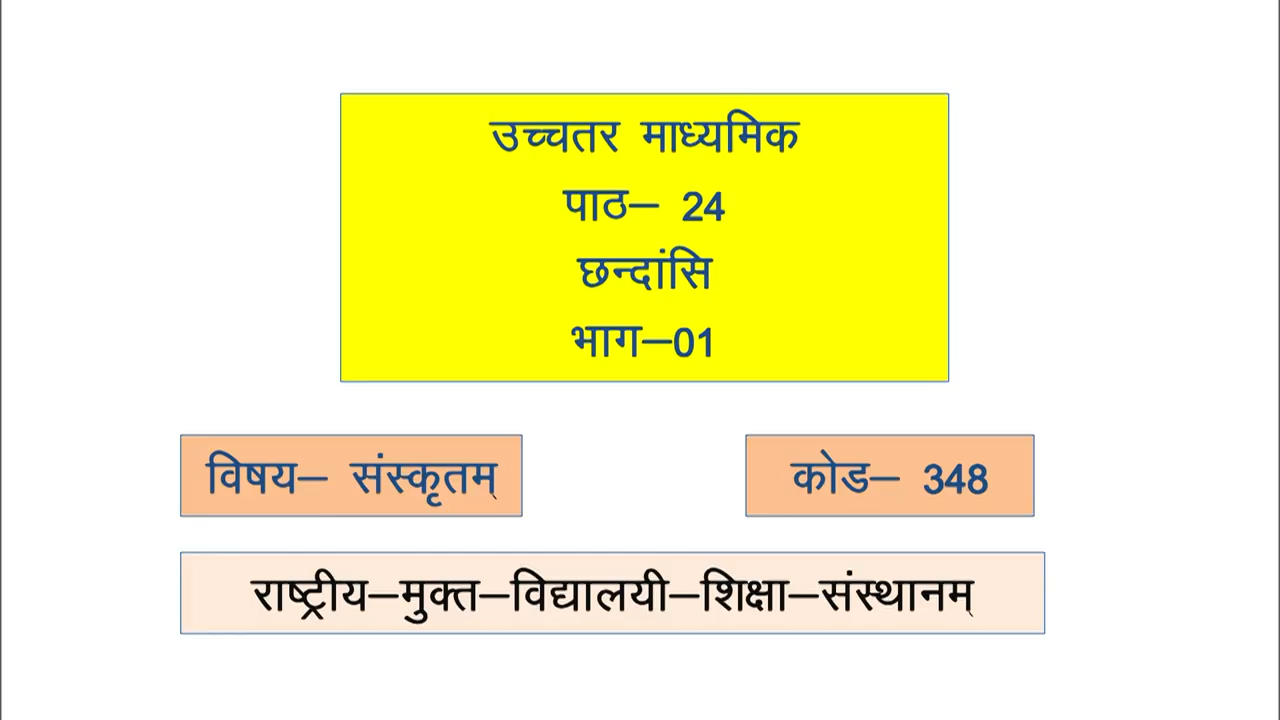 उच्चतर माध्यमिक
पाठ– 24
छन्दांसि
भाग–01
विषय– संस्कृतम्
कोड– 348
राष्ट्रीय–मुक्त–विद्यालयी–शिक्षा–संस्थानम्